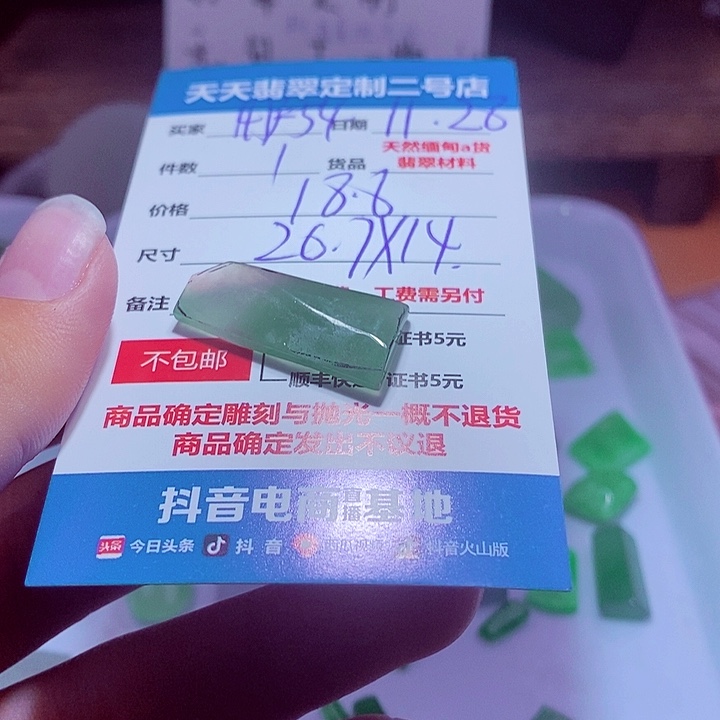 天天翡翠定制二号店
买家 日期 11.26
件数 1 货品 天然缅甸a货
翡翠材料
价格 18.6
尺寸 26.7X14.
备注 工费需另付
证书5元
不包邮
顺丰快 证书5元
商品确定雕刻与抛光一概不退货
商品确定发出不议退
抖音电商直播基地
头条 今日头条 抖音 抖音火山版